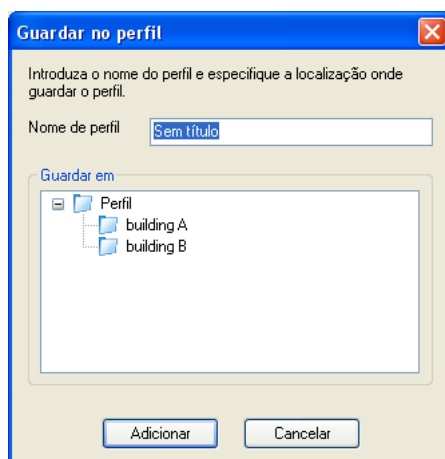 Guardar no perfil
Introduza o nome do perfil e especifique a localização onde
guardar o perfil.
Nome de perfil
Sem título
Guardar em
Perfil
building A
building B
Adicionar
Cancelar